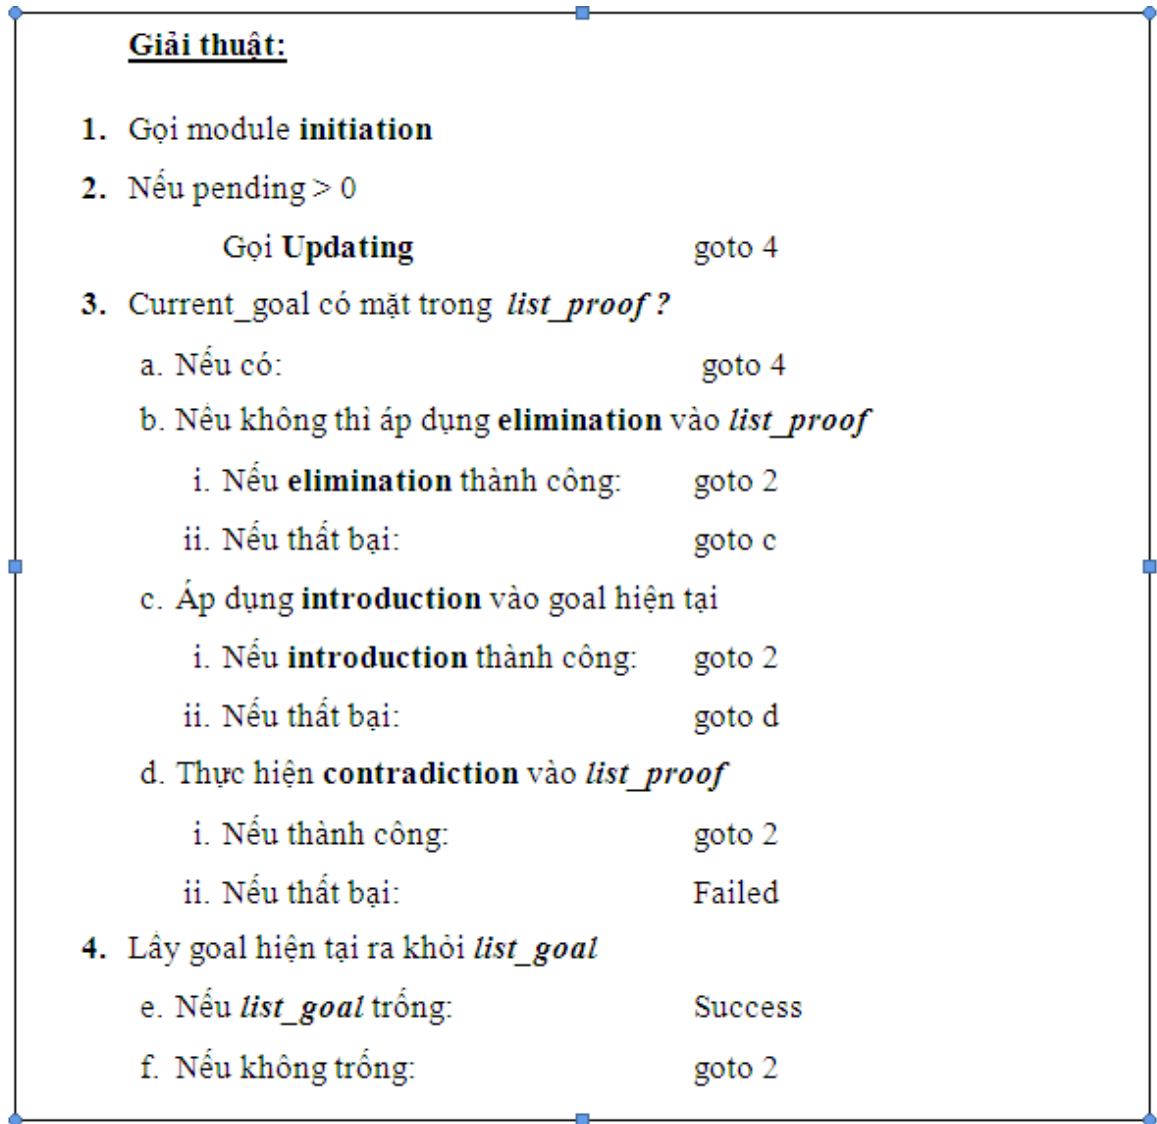 Giải thuật:
1. Gọi module initiation
2. Nếu pending > 0
Gọi Updating goto 4
3. Current_goal có mặt trong list_proof ?
a. Nếu có: goto 4
b. Nếu không thì áp dụng elimination vào list_proof
i. Nếu elimination thành công: goto 2
ii. Nếu thất bại: goto c
c. Áp dụng introduction vào goal hiện tại
i. Nếu introduction thành công: goto 2
ii. Nếu thất bại: goto d
d. Thực hiện contradiction vào list_proof
i. Nếu thành công: goto 2
ii. Nếu thất bại: Failed
4. Lấy goal hiện tại ra khỏi list_goal
e. Nếu list_goal trống: Success
f. Nếu không trống: goto 2